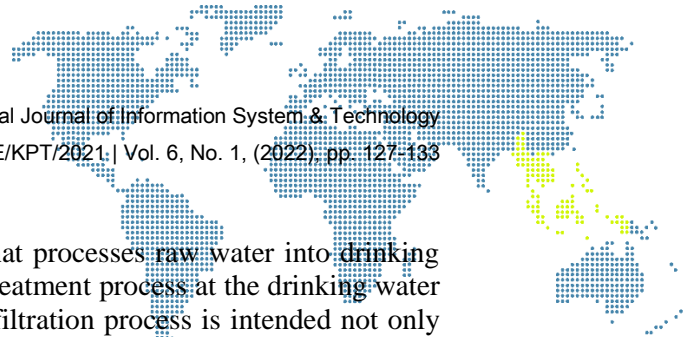 al Journal of Information System & Technology
E/KPT/2021 | Vol. 6, No. 1, (2022), pp. 127-133
at processes raw water into drinking
eatment process at the drinking water
filtration process is intended not only